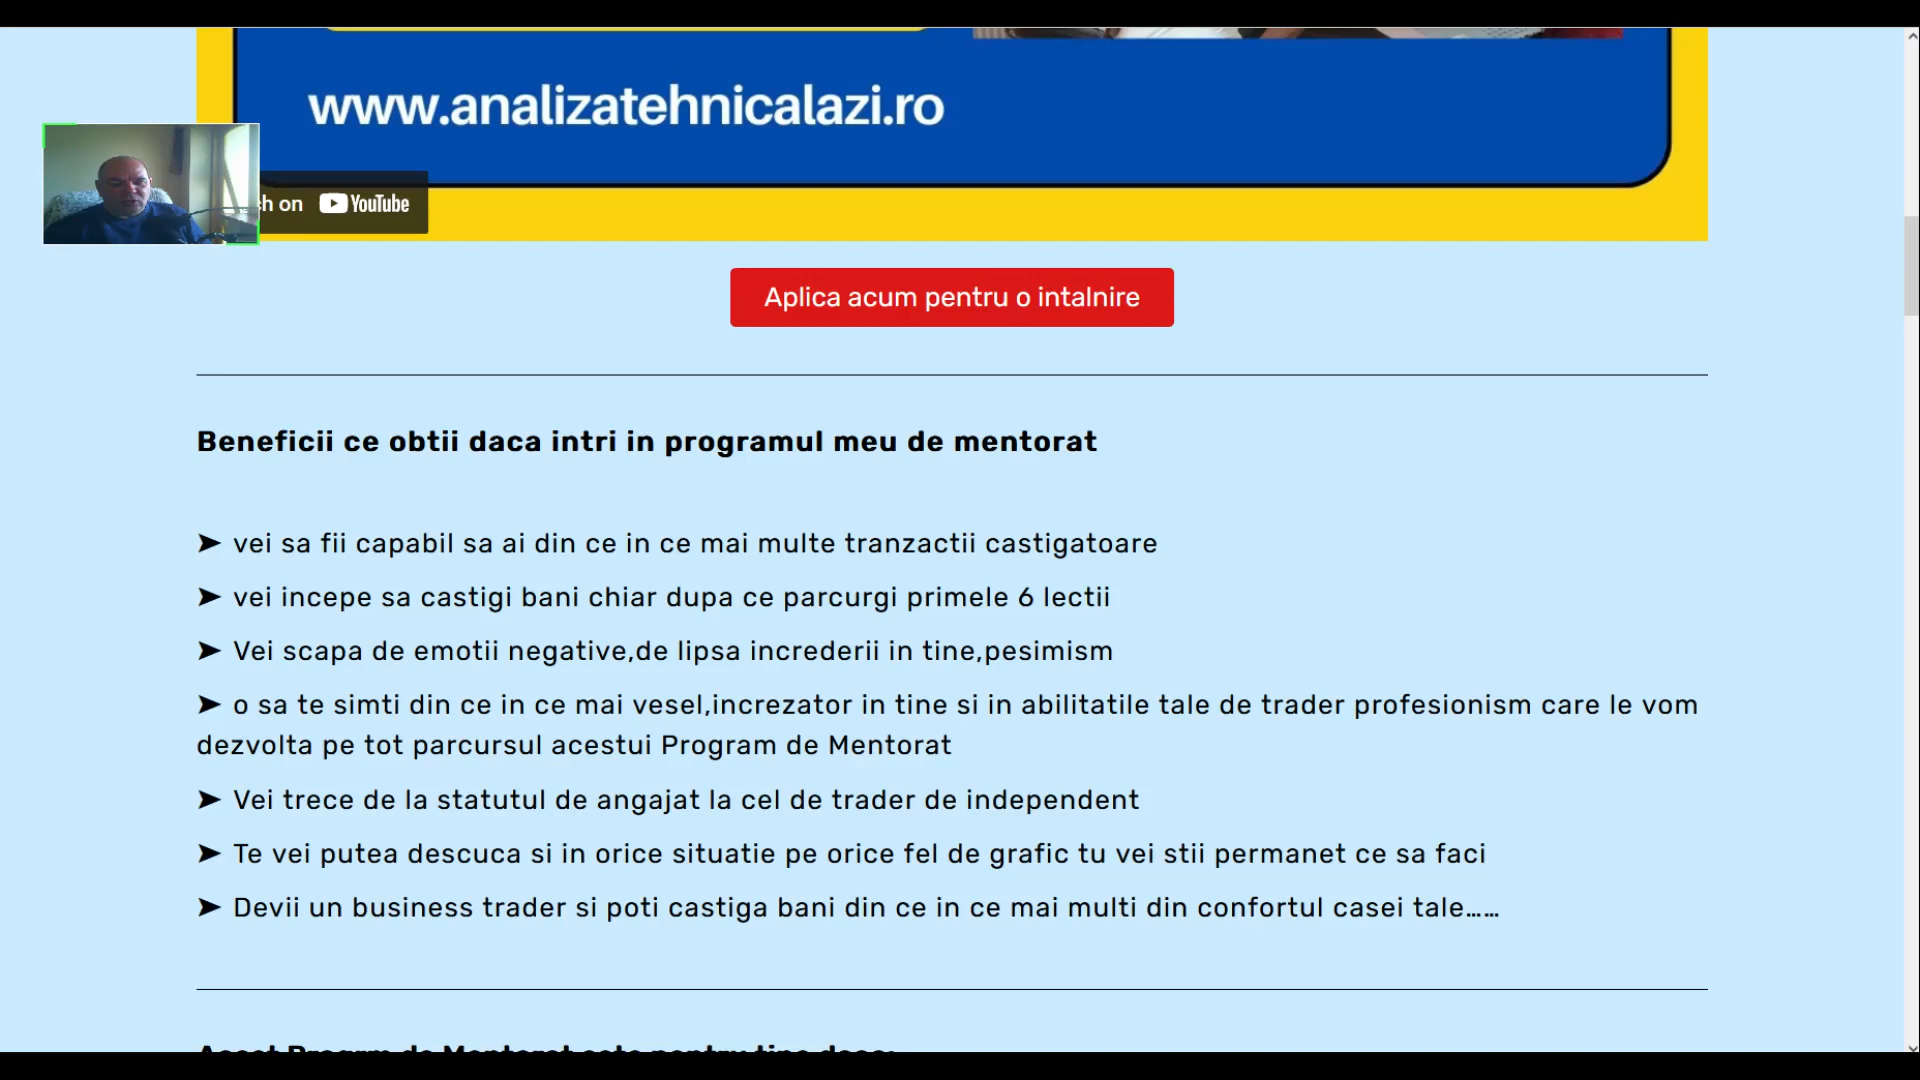 www.analizatehnicalazi.ro
ch on YouTube
Aplica acum pentru o intalnire
Beneficii ce obtii daca intri in programul meu de mentorat
➤ vei sa fii capabil sa ai din ce in ce mai multe tranzactii castigatoare
➤ vei incepe sa castigi bani chiar dupa ce parcurgi primele 6 lectii
➤ Vei scapa de emotii negative,de lipsa increderii in tine,pesimism
➤ o sa te simti din ce in ce mai vesel,increzator in tine si in abilitatile tale de trader profesionism care le vom
dezvolta pe tot parcursul acestui Program de Mentorat
➤ Vei trece de la statutul de angajat la cel de trader de independent
➤ Te vei putea descuca si in orice situatie pe orice fel de grafic tu vei stii permanet ce sa faci
➤ Devii un business trader si poti castiga bani din ce in ce mai multi din confortul casei tale......